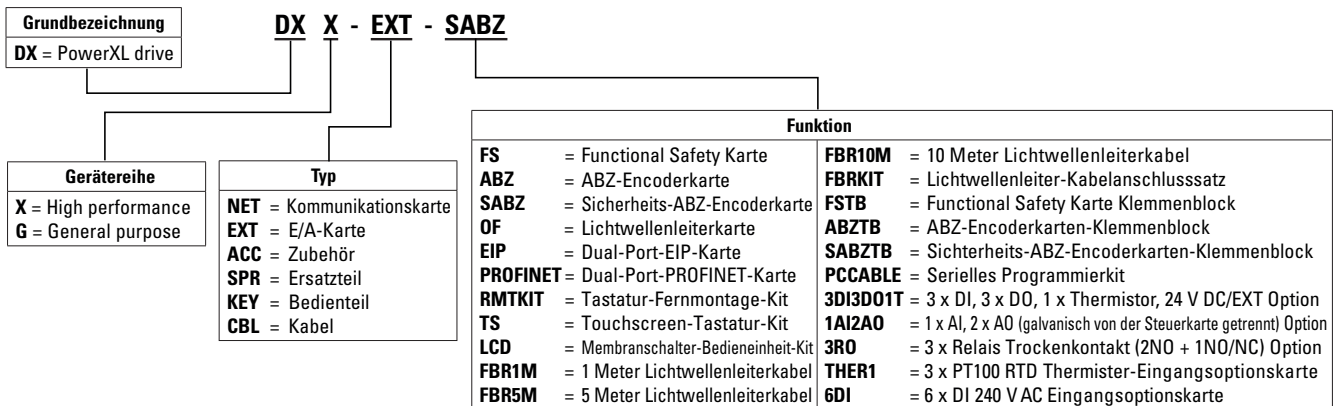 Grundbezeichnung
DX = PowerXL drive
DX X - EXT - SABZ
Gerätereihe
X = High performance
G = General purpose
Typ
NET = Kommunikationskarte
EXT = E/A-Karte
ACC = Zubehör
SPR = Ersatzteil
KEY = Bedienteil
CBL = Kabel
Funktion
FS = Functional Safety Karte
ABZ = ABZ-Encoderkarte
SABZ = Sicherheits-ABZ-Encoderkarte
OF = Lichtwellenleiterkarte
EIP = Dual-Port-EIP-Karte
PROFINET = Dual-Port-PROFINET-Karte
RMTKIT = Tastatur-Fernmontage-Kit
TS = Touchscreen-Tastatur-Kit
LCD = Membranschalter-Bedieneinheit-Kit
FBR1M = 1 Meter Lichtwellenleiterkabel
FBR5M = 5 Meter Lichtwellenleiterkabel
FBR10M = 10 Meter Lichtwellenleiterkabel
FBRKIT = Lichtwellenleiter-Kabelanschlusssatz
FSTB = Functional Safety Karte Klemmenblock
ABZTB = ABZ-Encoderkarten-Klemmenblock
SABZTB = Sichterheits-ABZ-Encoderkarten-Klemmenblock
PCCABLE = Serielles Programmierkit
3DI3DO1T = 3 x DI, 3 x DO, 1 x Thermistor, 24 V DC/EXT Option
1AI2AO = 1 x AI, 2 x AO (galvanisch von der Steuerkarte getrennt) Option
3RO = 3 x Relais Trockenkontakt (2NO + 1NO/NC) Option
THER1 = 3 x PT100 RTD Thermister-Eingangsoptionskarte
6DI = 6 x DI 240 V AC Eingangsoptionskarte